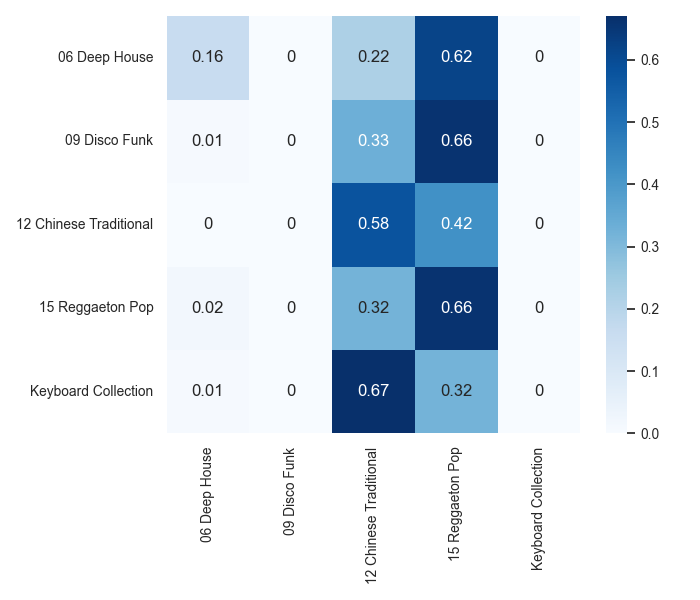 06 Deep House 0.16 0 0.22 0.62 0
09 Disco Funk 0.01 0 0.33 0.66 0
12 Chinese Traditional 0 0 0.58 0.42 0
15 Reggaeton Pop 0.02 0 0.32 0.66 0
Keyboard Collection 0.01 0 0.67 0.32 0
06 Deep House
09 Disco Funk
12 Chinese Traditional
15 Reggaeton Pop
Keyboard Collection
0.6
0.5
0.4
0.3
0.2
0.1
0.0